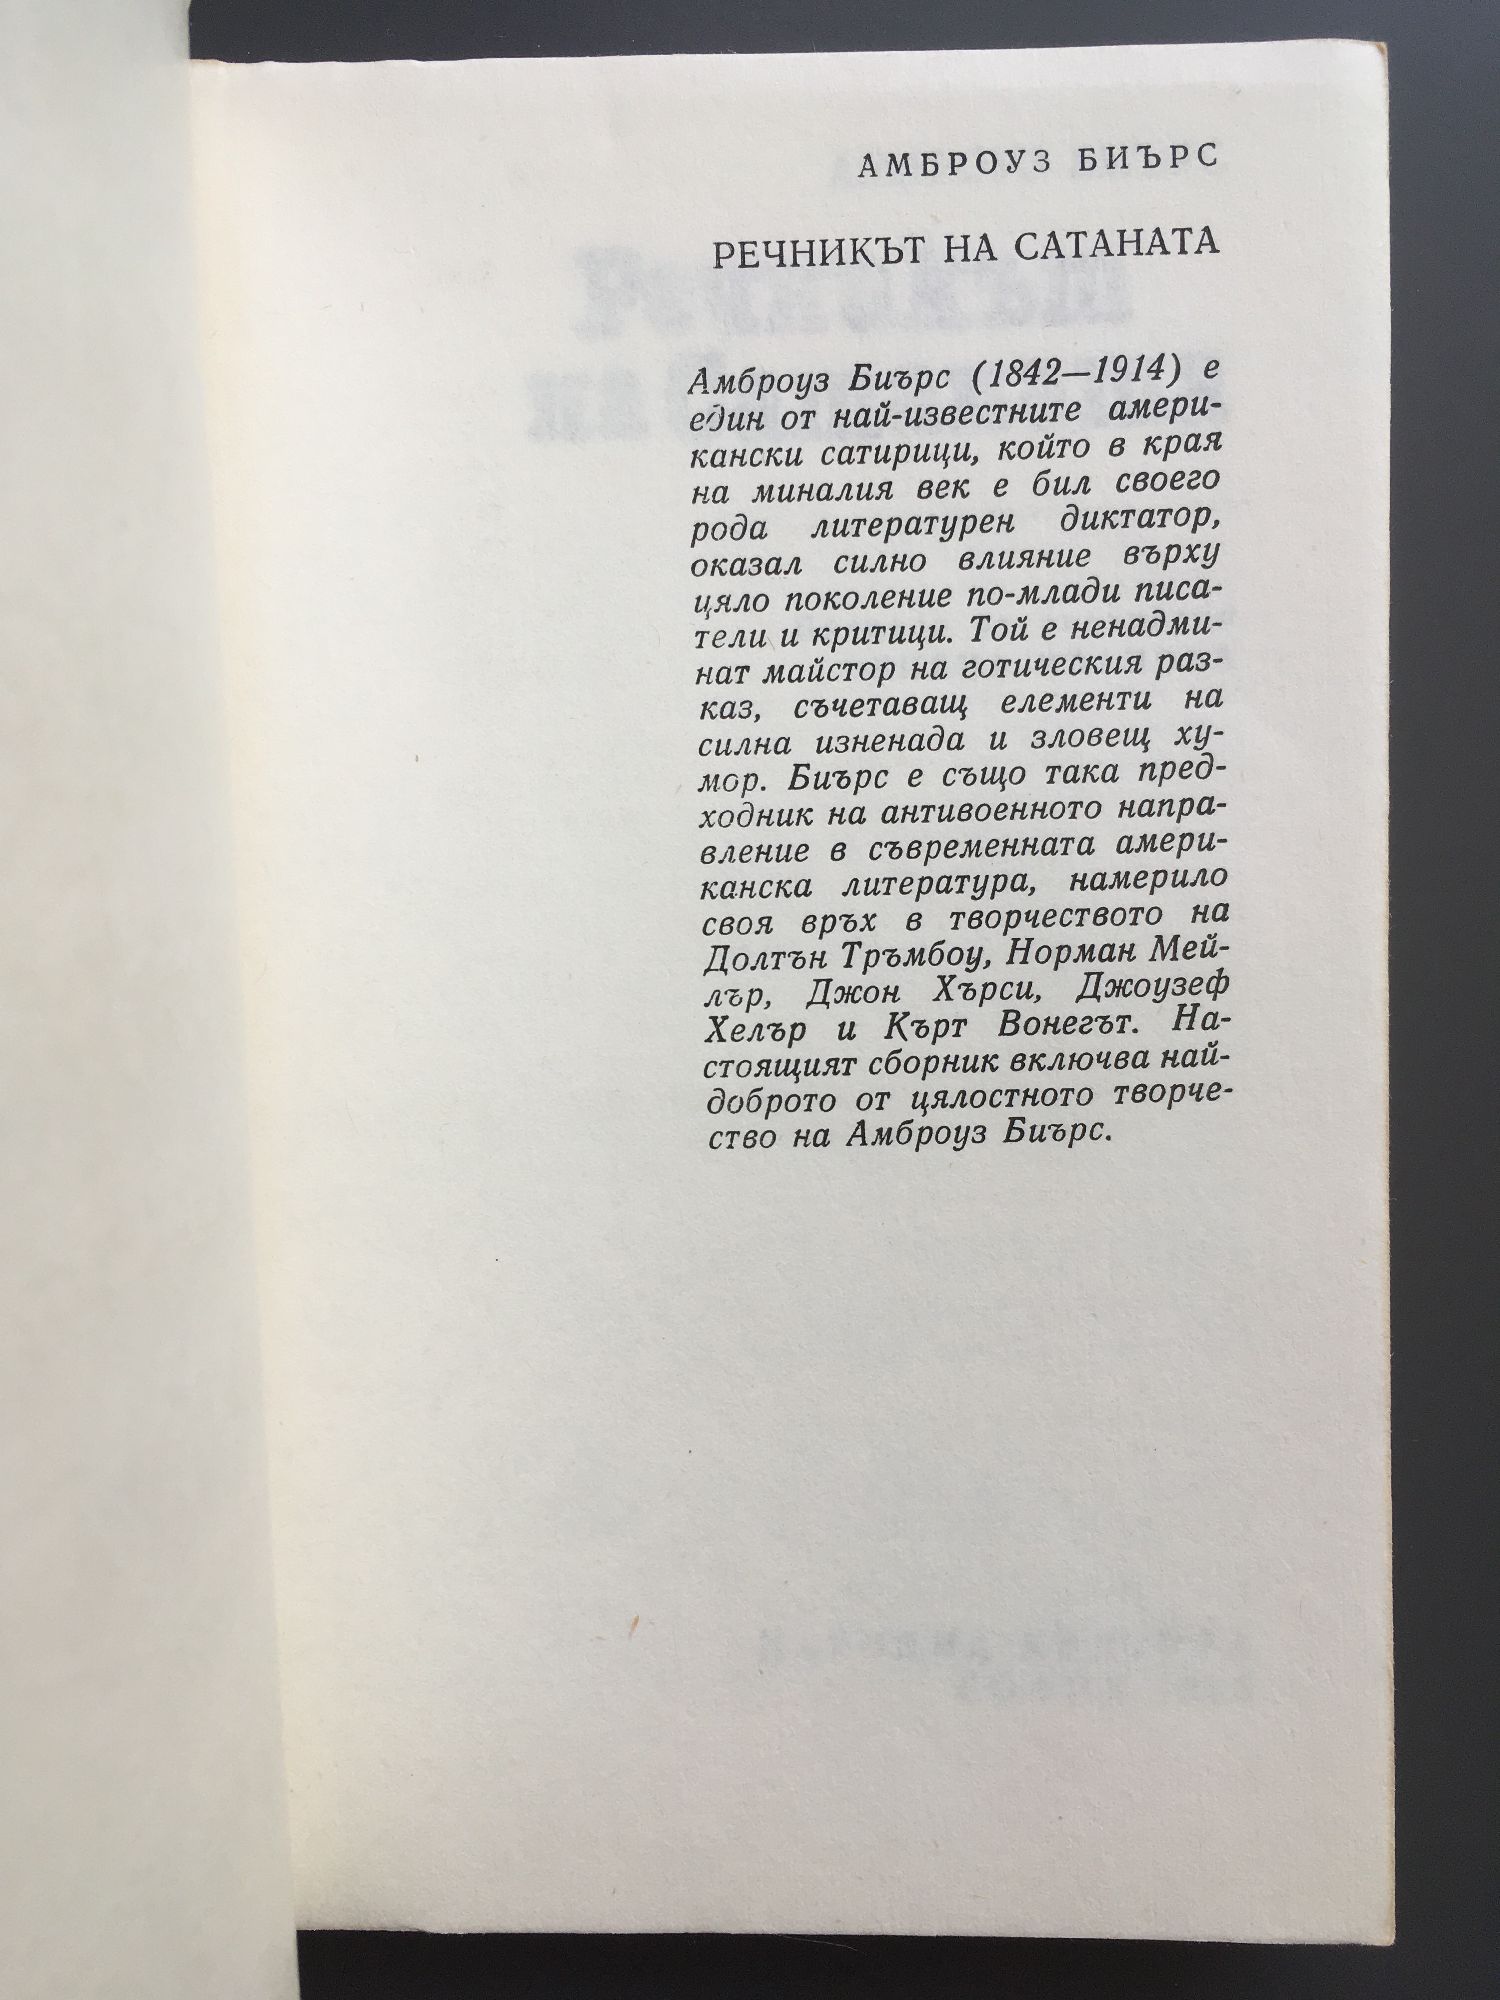 АМБРОУЗ БИЪРС
РЕЧНИКЪТ НА САТАНАТА
Амброуз Биърс (1842—1914) е
един от най-известните амери-
кански сатирици, който в края
на миналия век е бил своего
рода литературен диктатор,
оказал силно влияние върху
цяло поколение по-млади писа-
тели и критици. Той е ненадми-
нат майстор на готическия раз-
каз, съчетаващ елементи на
силна изненада и зловещ ху-
мор. Биърс е също така пред-
ходник на антивоенното напра-
вление в съвременната амери-
канска литература, намерило
своя връх в творчеството на
Долтън Тръмбоу, Норман Мей-
лър, Джон Хърси, Джоузеф
Хелър и Кърт Вонегът. На-
стоящият сборник включва най-
доброто от цялостното творче-
ство на Амброуз Биърс.